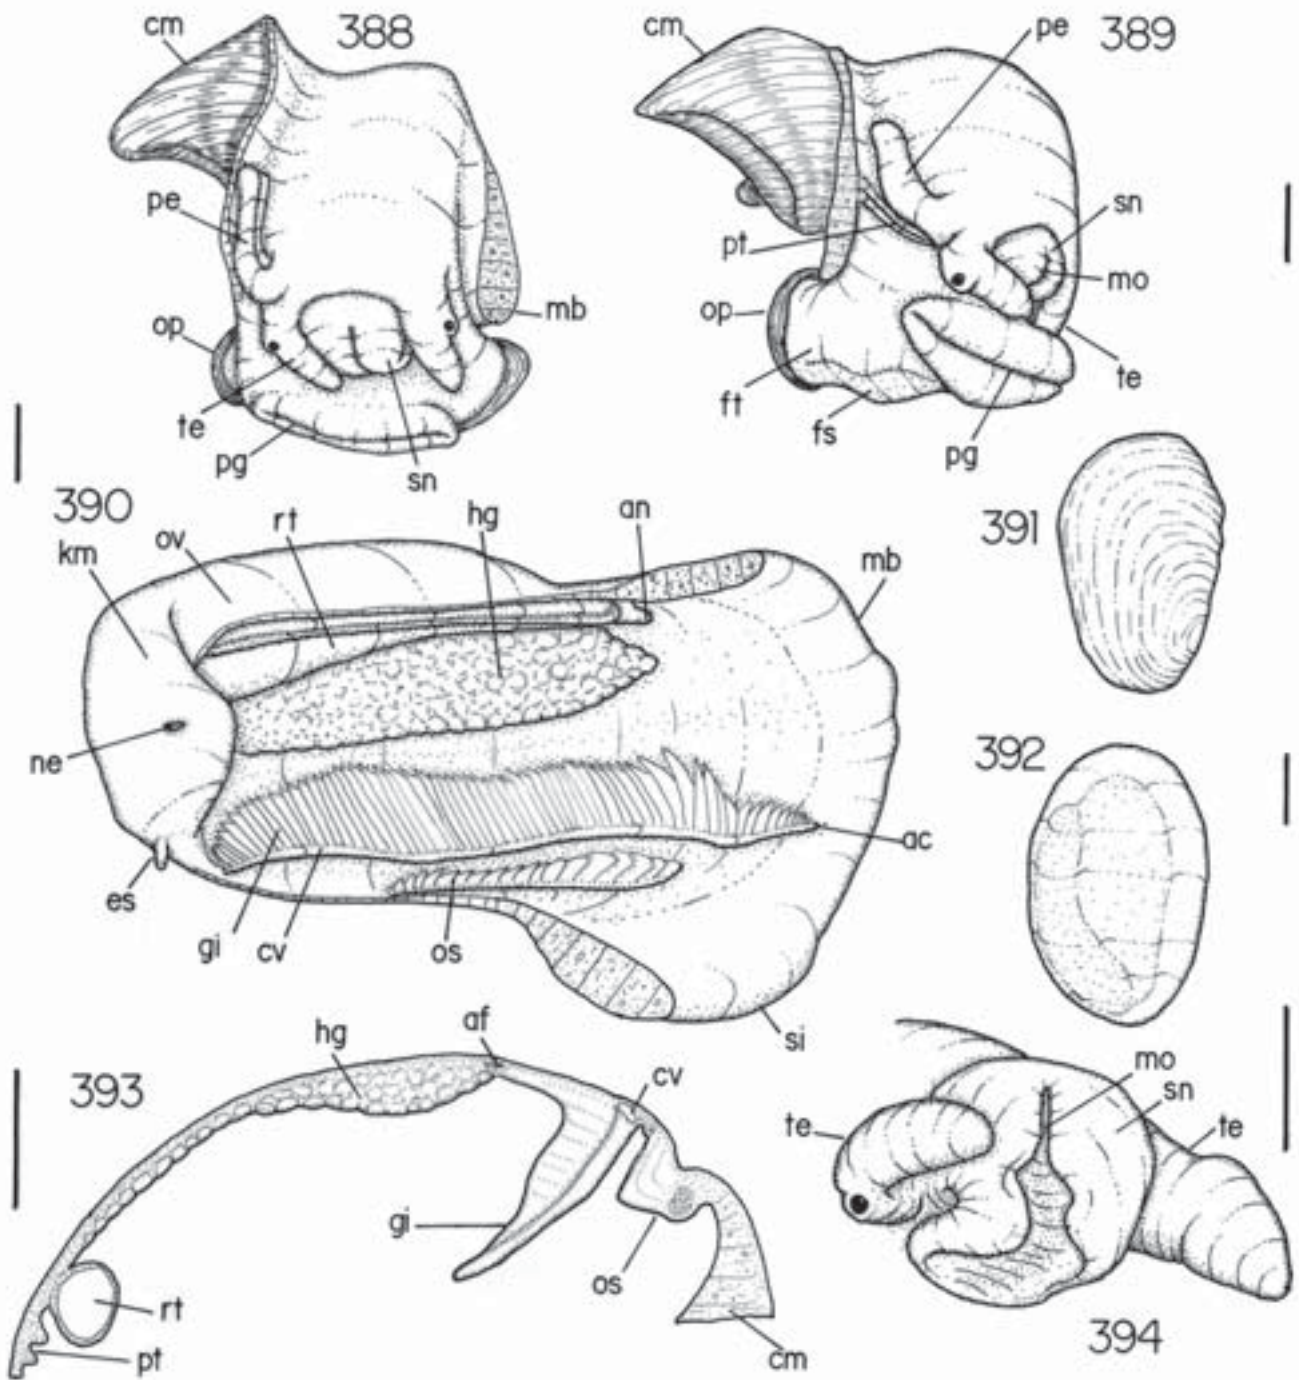 388
cm
pe
op
te
pg
sn
mb
389
cm
pe
sn
pt
mo
op
te
ft
fs
pg
390
km
ov
rt
hg
an
mb
ne
es
gi
cv
os
ac
si
391
392
393
hg
af
cv
gi
os
rt
pt
cm
394
mo
sn
te
te